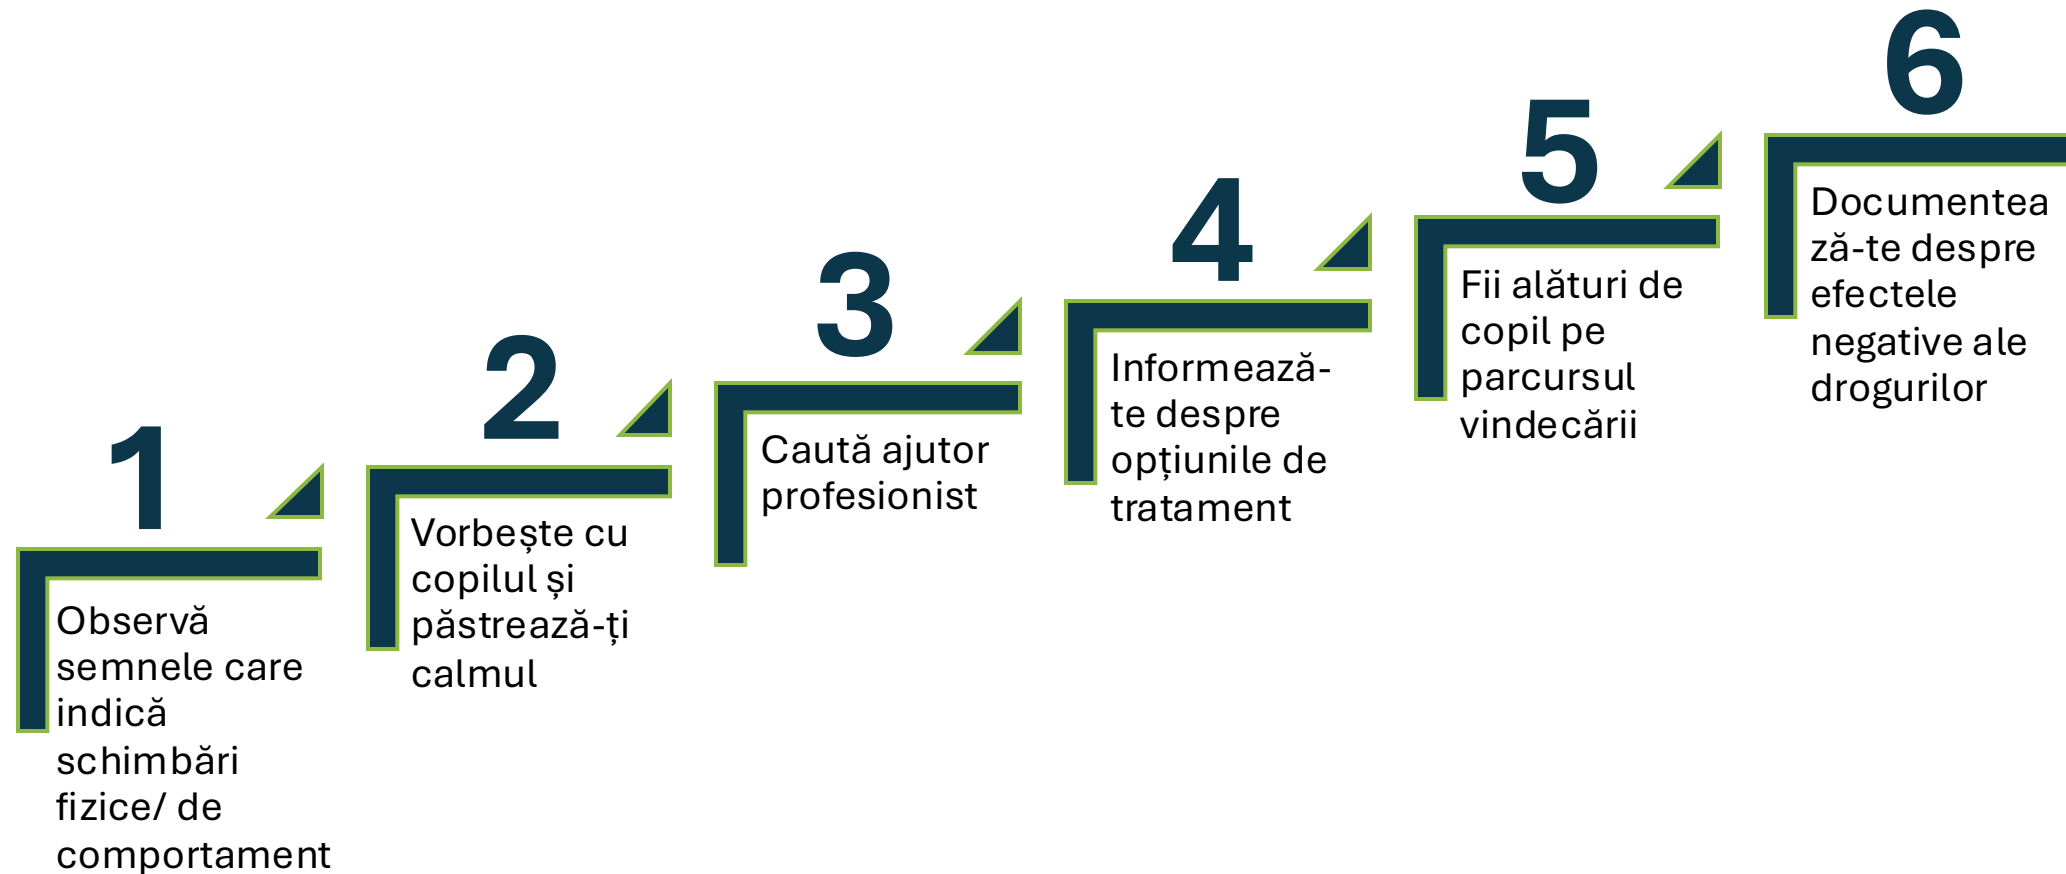 1
Observă
semnele care
indică
schimbări
fizice/ de
comportament
2
Vorbește cu
copilul și
păstrează-ți
calmul
3
Caută ajutor
profesionist
4
Informează-
te despre
opțiunile de
tratament
5
Fii alături de
copil pe
parcursul
vindecării
6
Documentea
ză-te despre
efectele
negative ale
drogurilor